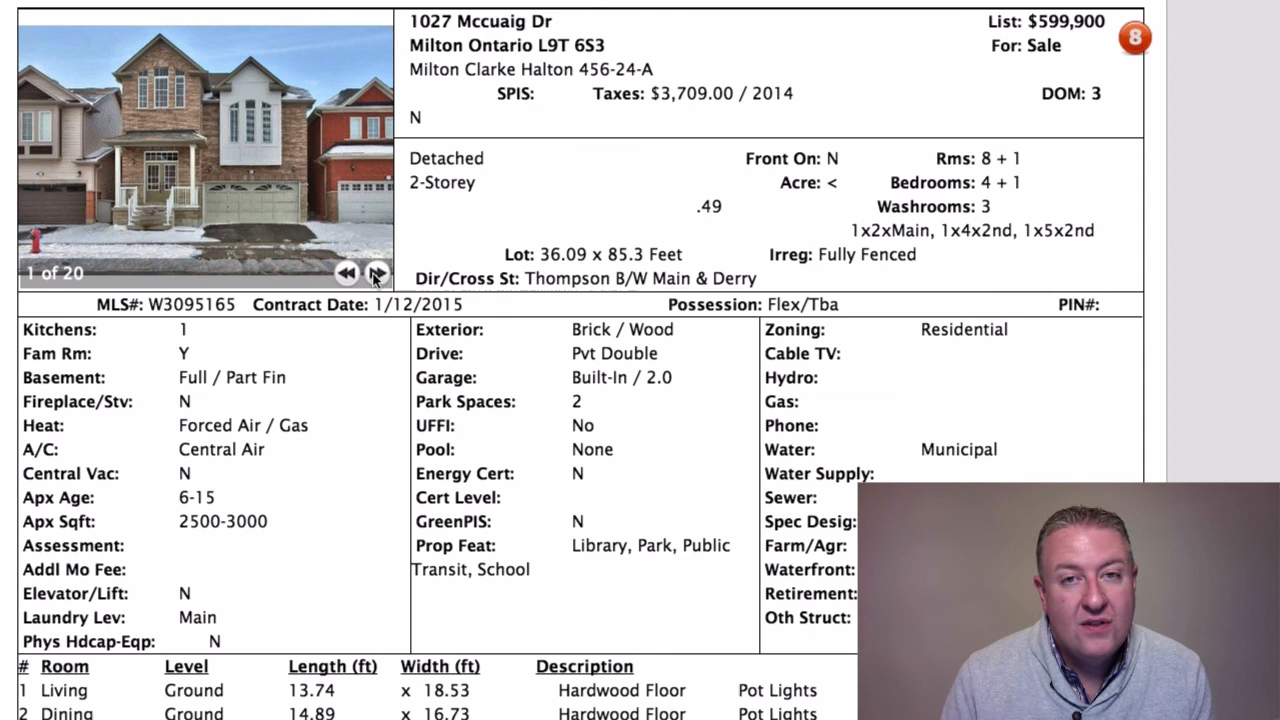 1027 Mccuaig Dr List: $599,900
8
Milton Ontario L9T 6S3 For: Sale
Milton Clarke Halton 456-24-A
SPIS: Taxes: $3,709.00 / 2014 DOM: 3
N
Detached Front On: N Rms: 8 + 1
2-Storey Acre: < Bedrooms: 4 + 1
.49 Washrooms: 3
1x2xMain, 1x4x2nd, 1x5x2nd
Lot: 36.09 x 85.3 Feet Irreg: Fully Fenced
1 of 20
Dir/Cross St: Thompson B/W Main & Derry
MLS#: W3095165 Contract Date: 1/12/2015 Possession: Flex/Tba PIN#:
Kitchens: 1 Exterior: Brick / Wood Zoning: Residential
Fam Rm: Y Drive: Pvt Double Cable TV:
Basement: Full / Part Fin Garage: Built-In / 2.0 Hydro:
Fireplace/Stv: N Park Spaces: 2 Gas:
Heat: Forced Air / Gas UFFI: No Phone:
A/C: Central Air Pool: None Water: Municipal
Central Vac: N Energy Cert: N Water Supply:
Apx Age: 6-15 Cert Level: Sewer:
Apx Sqft: 2500-3000 GreenPIS: N Spec Desig:
Assessment: Prop Feat: Library, Park, Public Farm/Agr:
Addl Mo Fee: Transit, School Waterfront:
Elevator/Lift: N Retirement:
Laundry Lev: Main Oth Struct:
Phys Hdcap-Eqp: N
# Room Level Length (ft) Width (ft) Description
1 Living Ground 13.74 x 18.53 Hardwood Floor Pot Lights
2 Dining Ground 14.89 x 16.73 Hardwood Floor Pot Lights